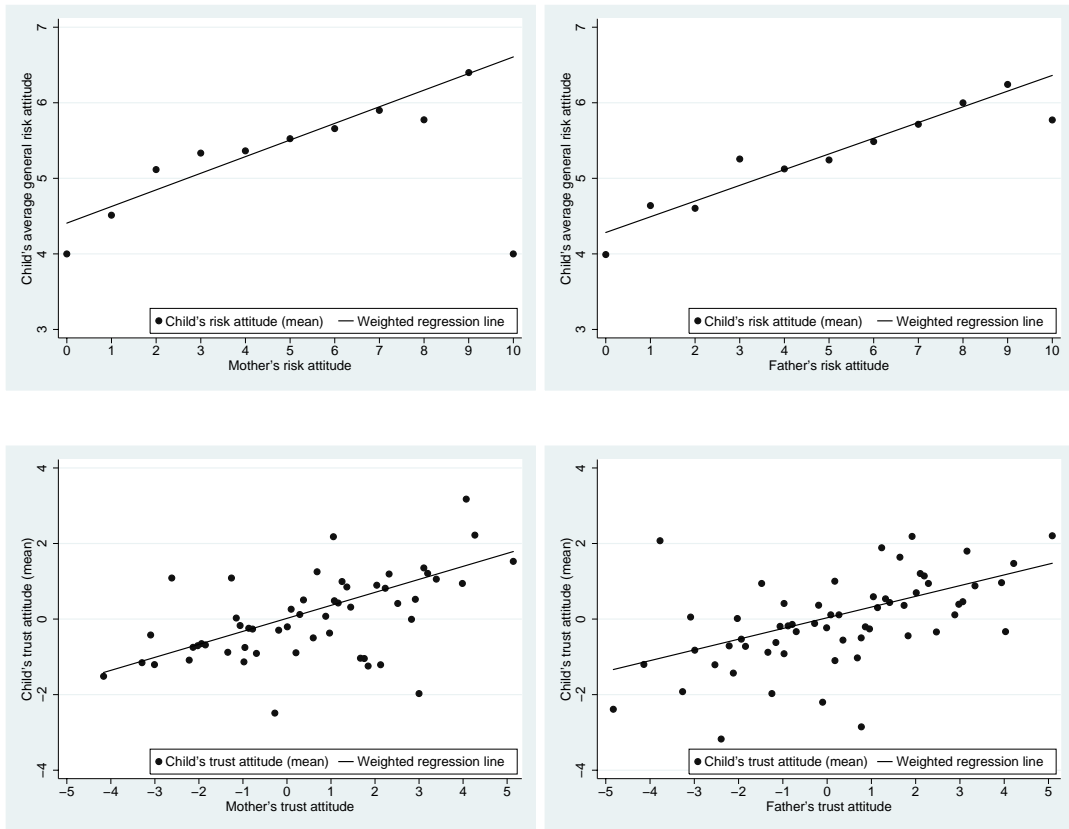 Child's average general risk attitude
7
6
5
4
3
Child's risk attitude (mean) Weighted regression line
0 1 2 3 4 5 6 7 8 9 10
Mother's risk attitude
Child's average general risk attitude
7
6
5
4
3
Child's risk attitude (mean) Weighted regression line
0 1 2 3 4 5 6 7 8 9 10
Father's risk attitude
Child's trust attitude (mean)
4
2
0
−2
−4
Child's trust attitude (mean) Weighted regression line
−5 −4 −3 −2 −1 0 1 2 3 4 5
Mother's trust attitude
Child's trust attitude (mean)
4
2
0
−2
−4
Child's trust attitude (mean) Weighted regression line
−5 −4 −3 −2 −1 0 1 2 3 4 5
Father's trust attitude